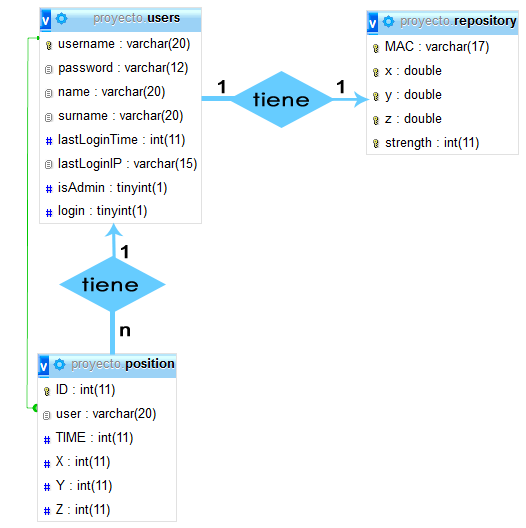 v proyecto.users
username : varchar(20)
password : varchar(12)
name : varchar(20)
surname : varchar(20)
# lastLoginTime : int(11)
lastLoginIP : varchar(15)
# isAdmin : tinyint(1)
# login : tinyint(1)
1 tiene 1
v proyecto.repository
MAC : varchar(17)
x : double
y : double
z : double
strength : int(11)
1
tiene
n
v proyecto.position
ID : int(11)
user : varchar(20)
# TIME : int(11)
# X : int(11)
# Y : int(11)
# Z : int(11)